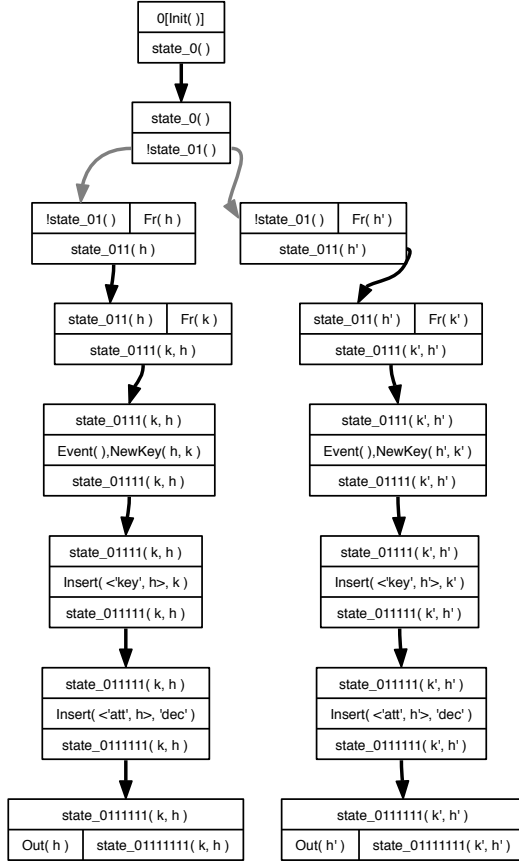 0[Init( )]
state_0( )
state_0( )
!state_01( )
!state_01( ) Fr( h )
state_011( h )
!state_01( ) Fr( h' )
state_011( h' )
state_011( h ) Fr( k )
state_0111( k, h )
state_011( h' ) Fr( k' )
state_0111( k', h' )
state_0111( k, h )
Event( ),NewKey( h, k )
state_01111( k, h )
state_0111( k', h' )
Event( ),NewKey( h', k' )
state_01111( k', h' )
state_01111( k, h )
Insert( <'key', h>, k )
state_011111( k, h )
state_01111( k', h' )
Insert( <'key', h'>, k' )
state_011111( k', h' )
state_011111( k, h )
Insert( <'att', h>, 'dec' )
state_0111111( k, h )
state_011111( k', h' )
Insert( <'att', h'>, 'dec' )
state_0111111( k', h' )
state_0111111( k, h )
Out( h ) state_01111111( k, h )
state_0111111( k', h' )
Out( h' ) state_01111111( k', h' )